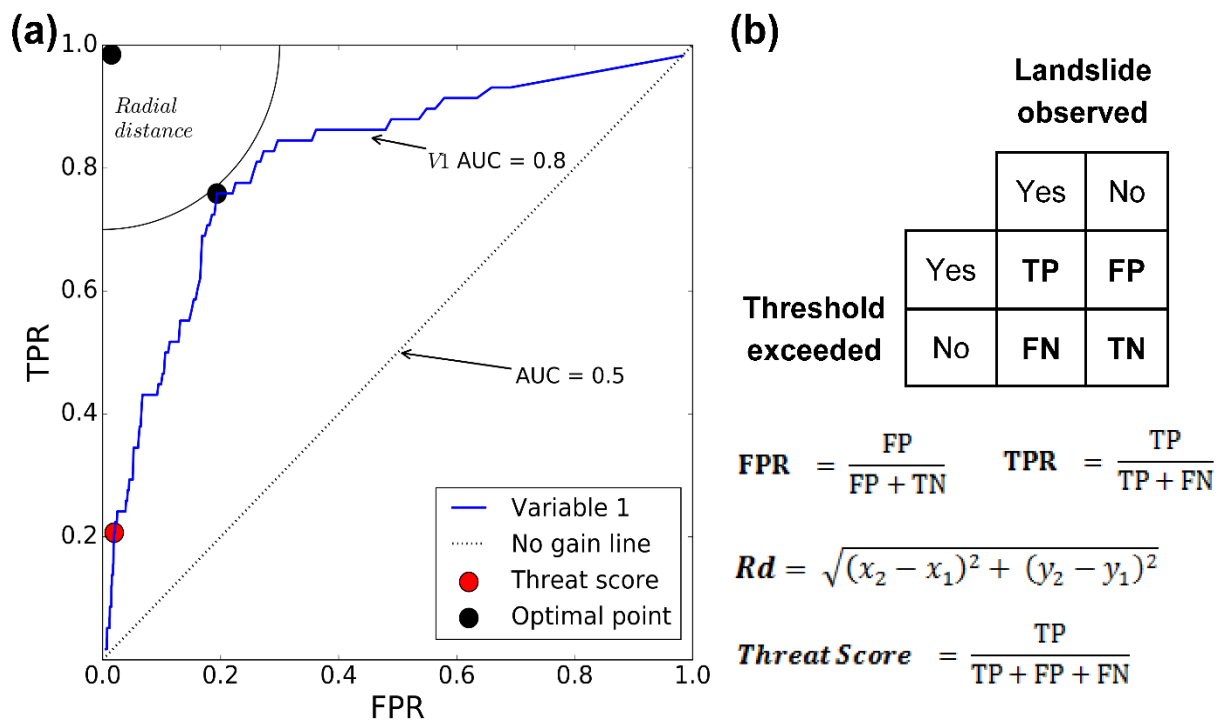 (a)
1.0
0.8
0.6
0.4
0.2
0.0
0.2
0.4
0.6
0.8
1.0
TPR
FPR
Radial
distance
V1 AUC = 0.8
AUC = 0.5
Variable 1
No gain line
Threat score
Optimal point
(b)
Landslide
observed
Yes No
Threshold
exceeded
Yes TP FP
No FN TN
FPR = FP / FP + TN
TPR = TP / TP + FN
Rd = √(x₂ − x₁)² + (y₂ − y₁)²
Threat Score = TP / TP + FP + FN